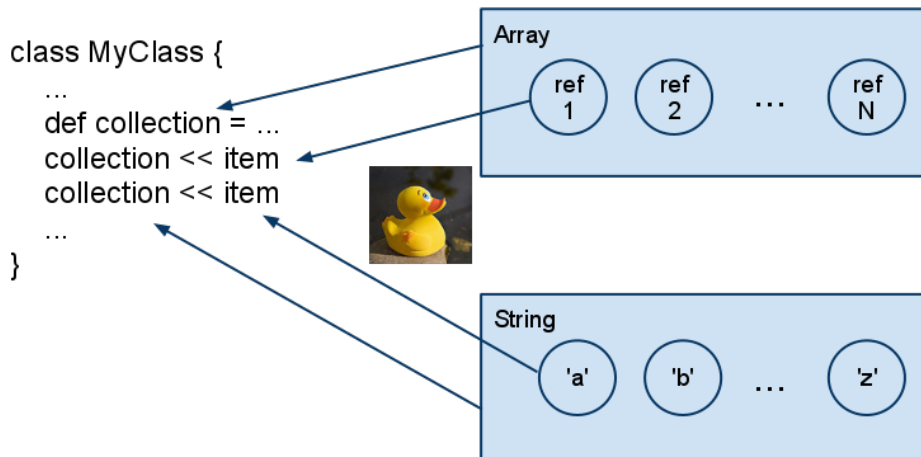 class MyClass {
...
def collection = ...
collection << item
collection << item
...
}
Array
ref
1
ref
2
...
ref
N
String
'a'
'b'
...
'z'